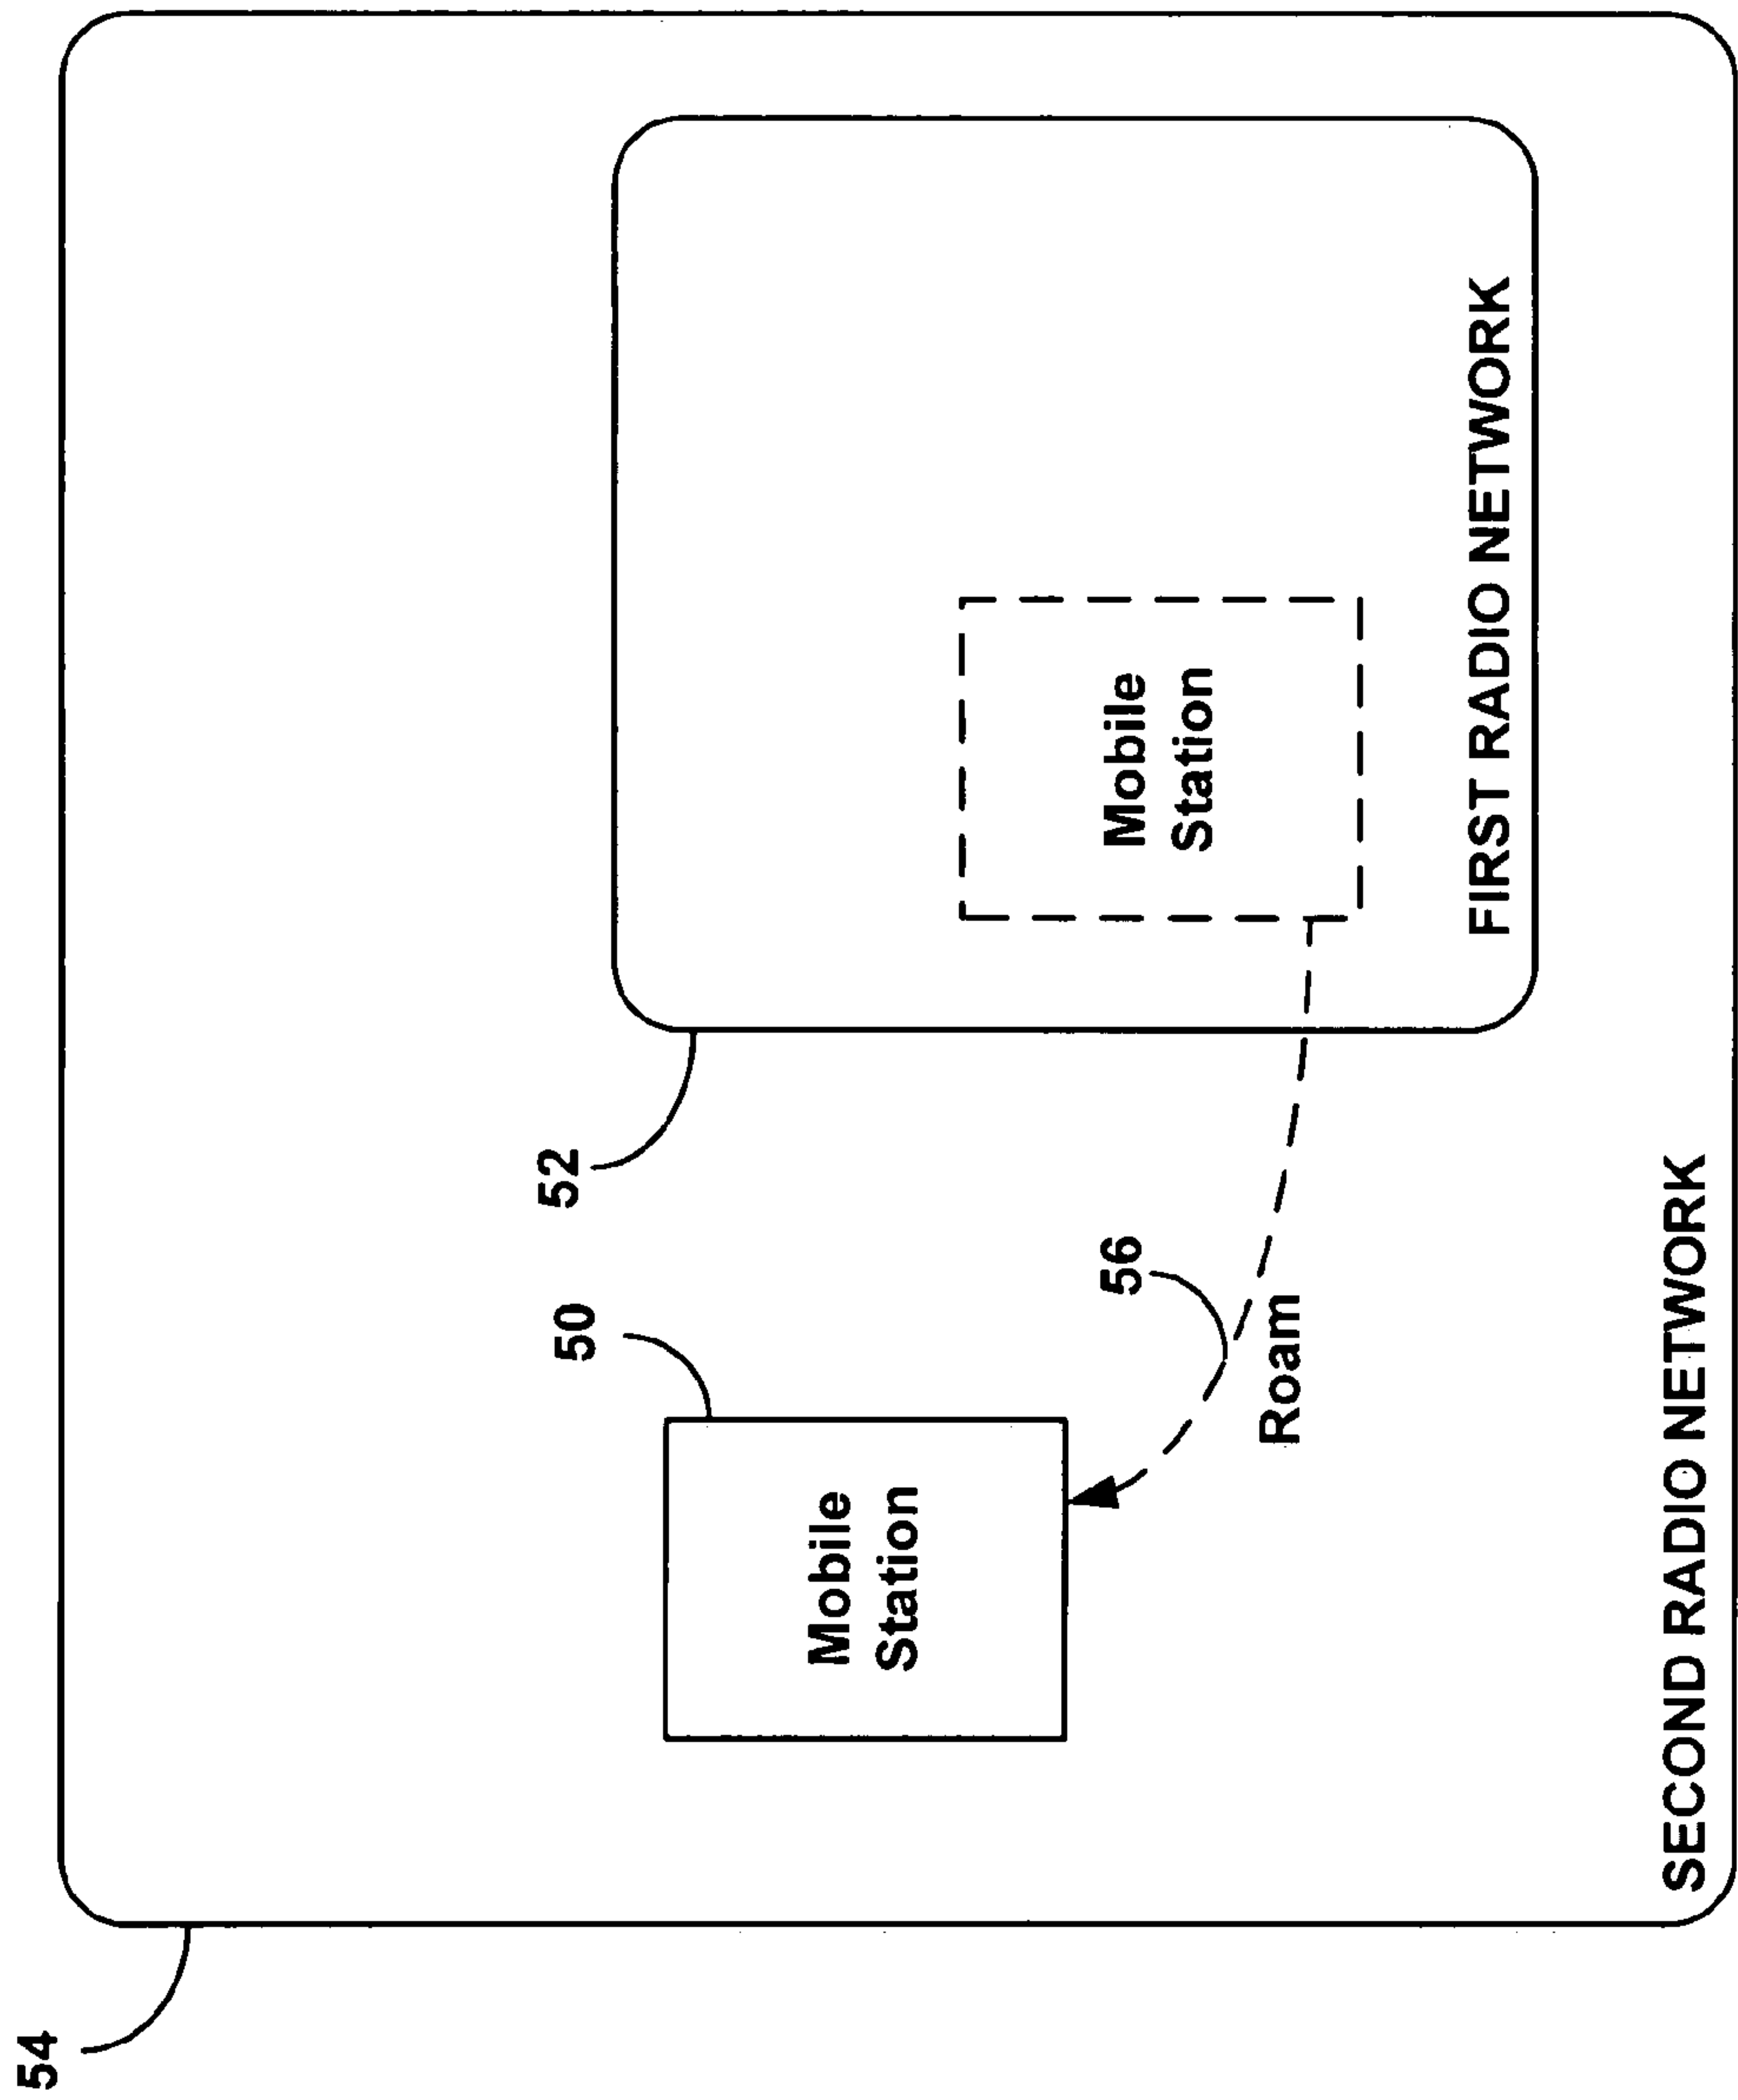 54
50
Mobile
Station
52
56
Roam
Mobile
Station
FIRST RADIO NETWORK
SECOND RADIO NETWORK